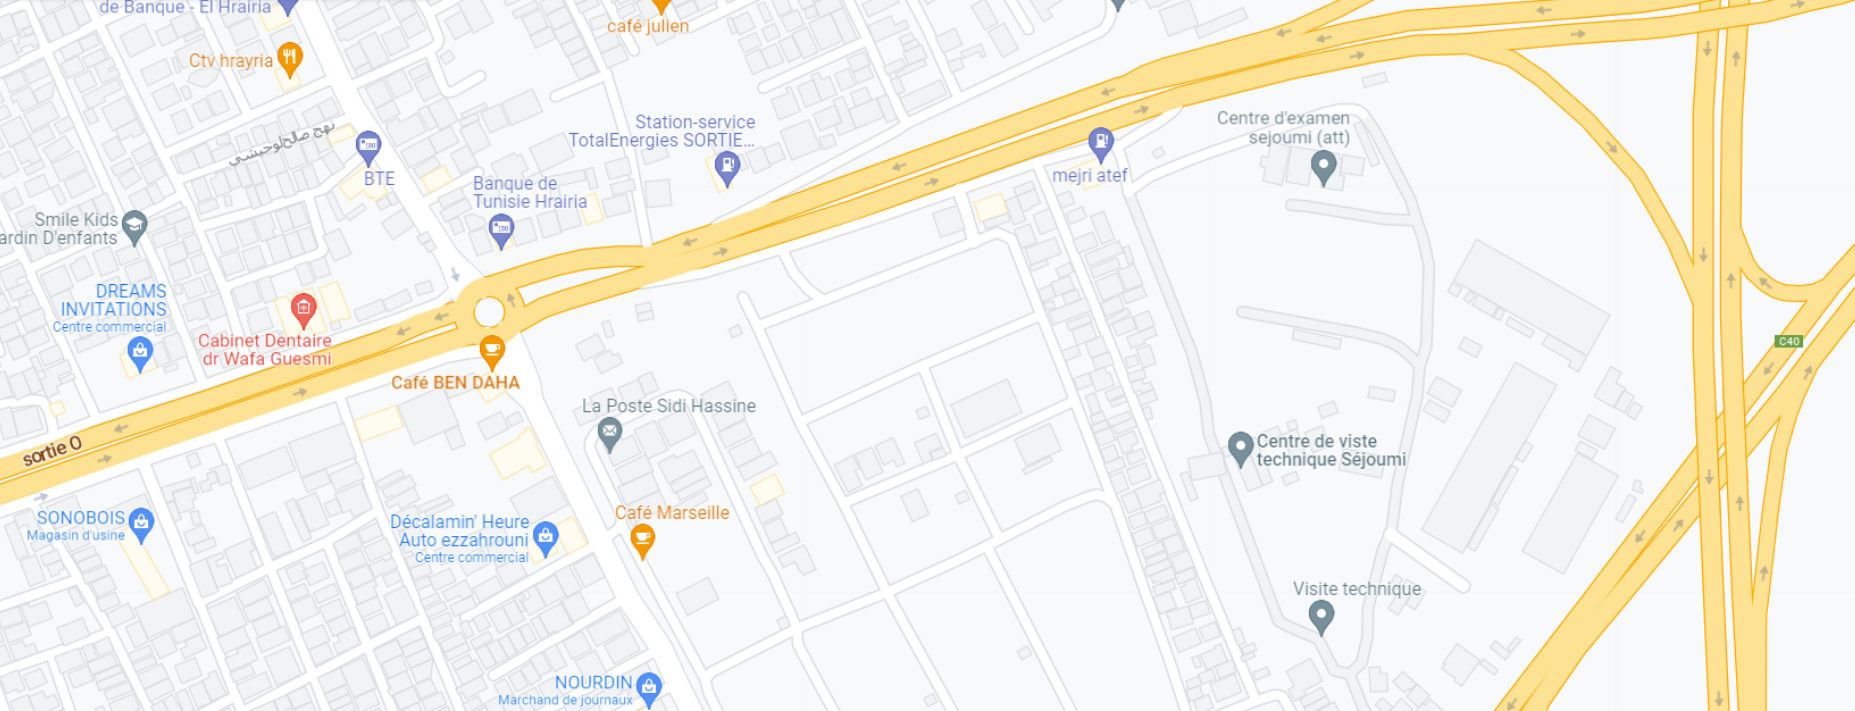 de Banque - El Hrairia
café julien
Ctv hrayria
Station-service
TotalEnergies SORTIE...
Centre d'examen
sejoumi (att)
BTE
mejri atef
Banque de
Tunisie Hrairia
Smile Kids
ardin D'enfants
DREAMS
INVITATIONS
Centre commercial
Cabinet Dentaire
dr Wafa Guesmi
C40
Café BEN DAHA
La Poste Sidi Hassine
sortie O
Centre de viste
technique Séjoumi
SONOBOIS
Magasin d'usine
Décalamin' Heure
Auto ezzahrouni
Centre commercial
Café Marseille
Visite technique
NOURDIN
Marchand de journaux